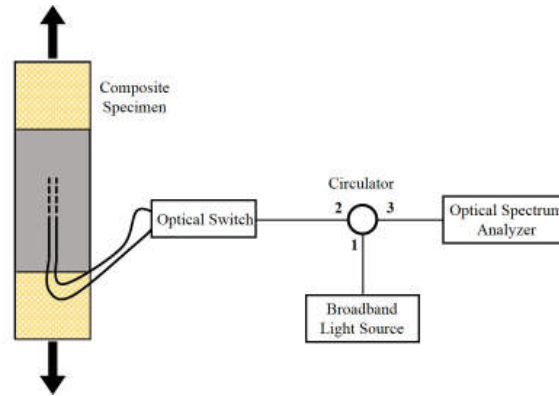 Composite
Specimen
Circulator
Optical Switch
2
3
1
Optical Spectrum
Analyzer
Broadband
Light Source